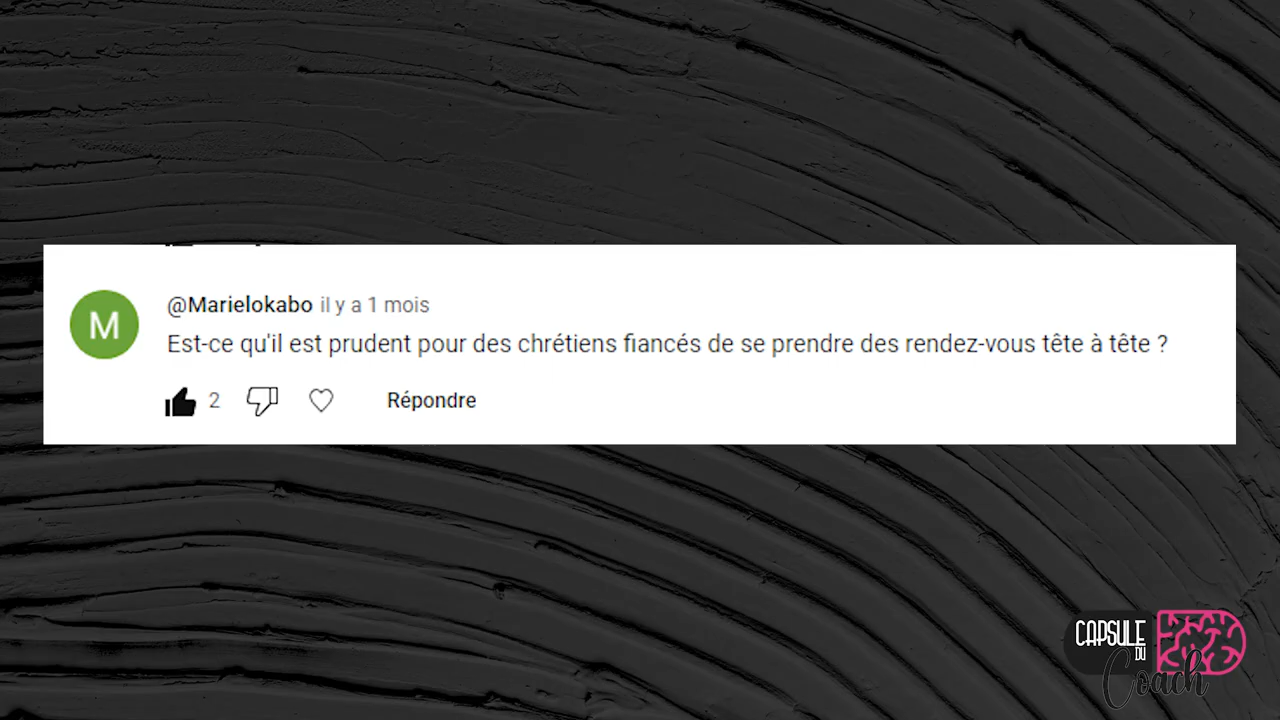 @Marielokabo il y a 1 mois
Est-ce qu'il est prudent pour des chrétiens fiancés de se prendre des rendez-vous tête à tête ?
2
Répondre
M
CAPSULE
DU
Coach